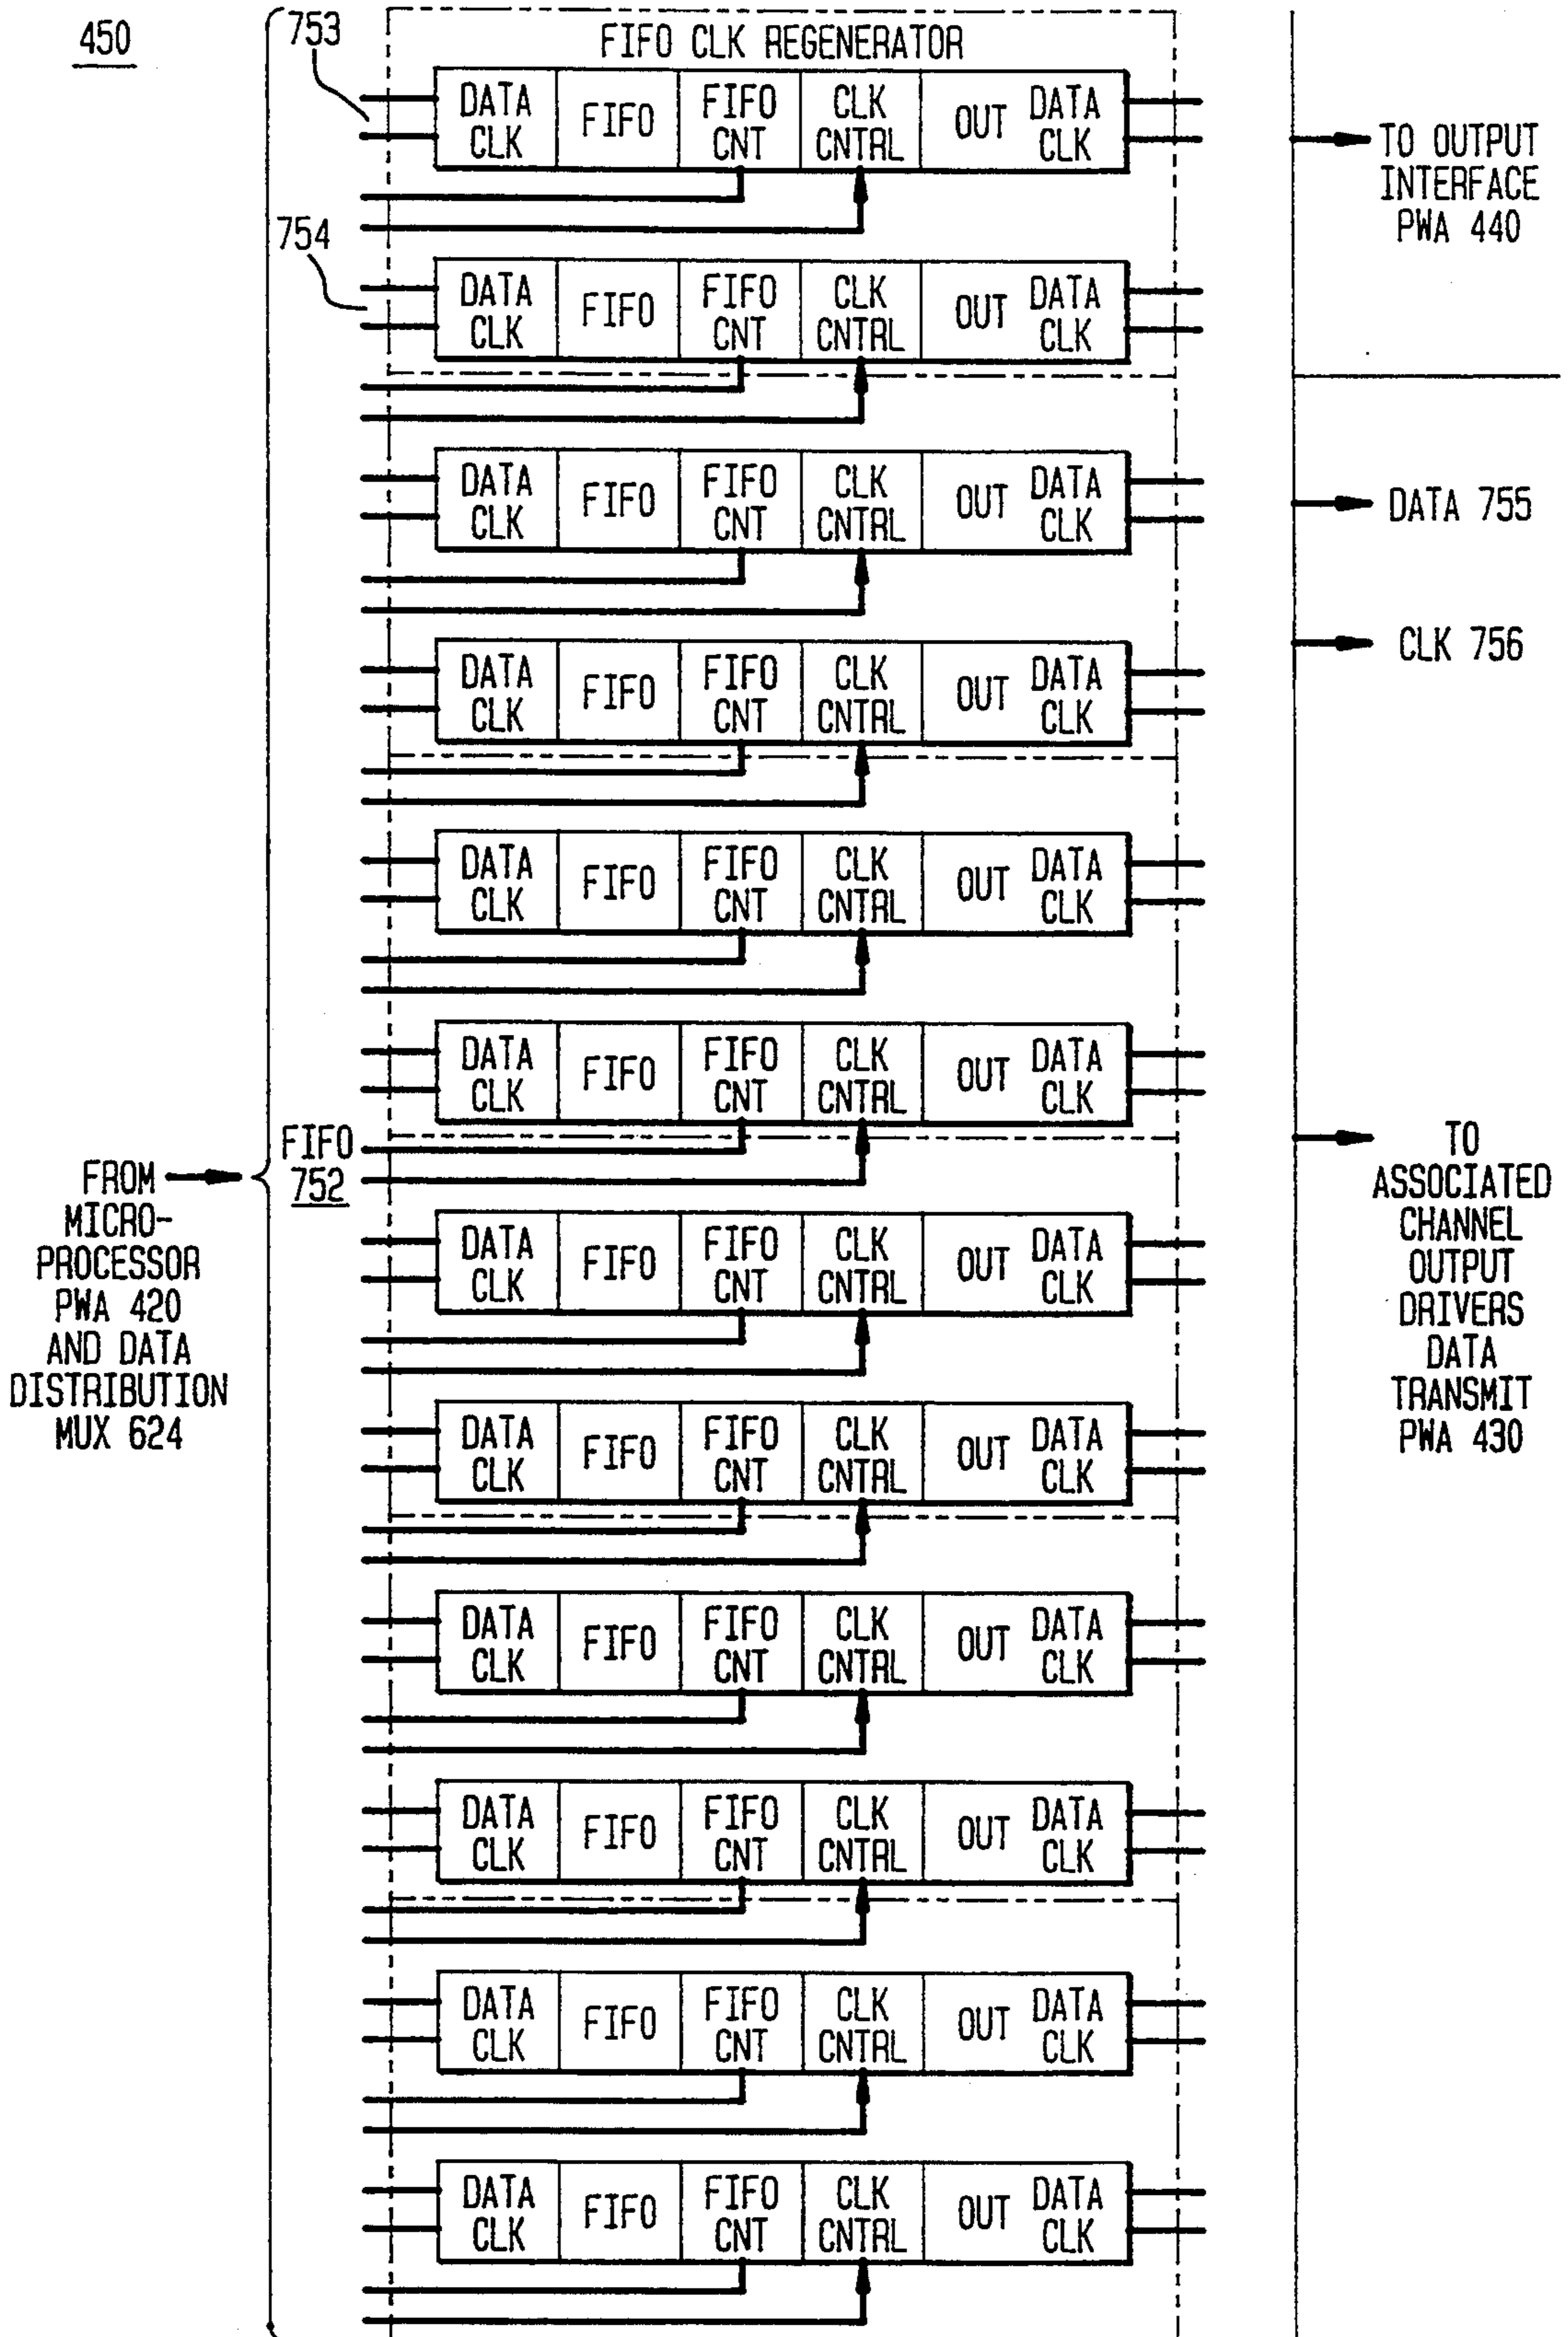 450
753
FIFO CLK REGENERATOR
DATA CLK FIFO FIFO CNT CLK CNTRL OUT DATA CLK
TO OUTPUT
INTERFACE
PWA 440
754
DATA CLK FIFO FIFO CNT CLK CNTRL OUT DATA CLK
DATA CLK FIFO FIFO CNT CLK CNTRL OUT DATA CLK
DATA 755
CLK 756
DATA CLK FIFO FIFO CNT CLK CNTRL OUT DATA CLK
DATA CLK FIFO FIFO CNT CLK CNTRL OUT DATA CLK
DATA CLK FIFO FIFO CNT CLK CNTRL OUT DATA CLK
FIFO
752
FROM
MICRO-
PROCESSOR
PWA 420
AND DATA
DISTRIBUTION
MUX 624
TO
ASSOCIATED
CHANNEL
OUTPUT
DRIVERS
DATA
TRANSMIT
PWA 430
DATA CLK FIFO FIFO CNT CLK CNTRL OUT DATA CLK
DATA CLK FIFO FIFO CNT CLK CNTRL OUT DATA CLK
DATA CLK FIFO FIFO CNT CLK CNTRL OUT DATA CLK
DATA CLK FIFO FIFO CNT CLK CNTRL OUT DATA CLK
DATA CLK FIFO FIFO CNT CLK CNTRL OUT DATA CLK
DATA CLK FIFO FIFO CNT CLK CNTRL OUT DATA CLK